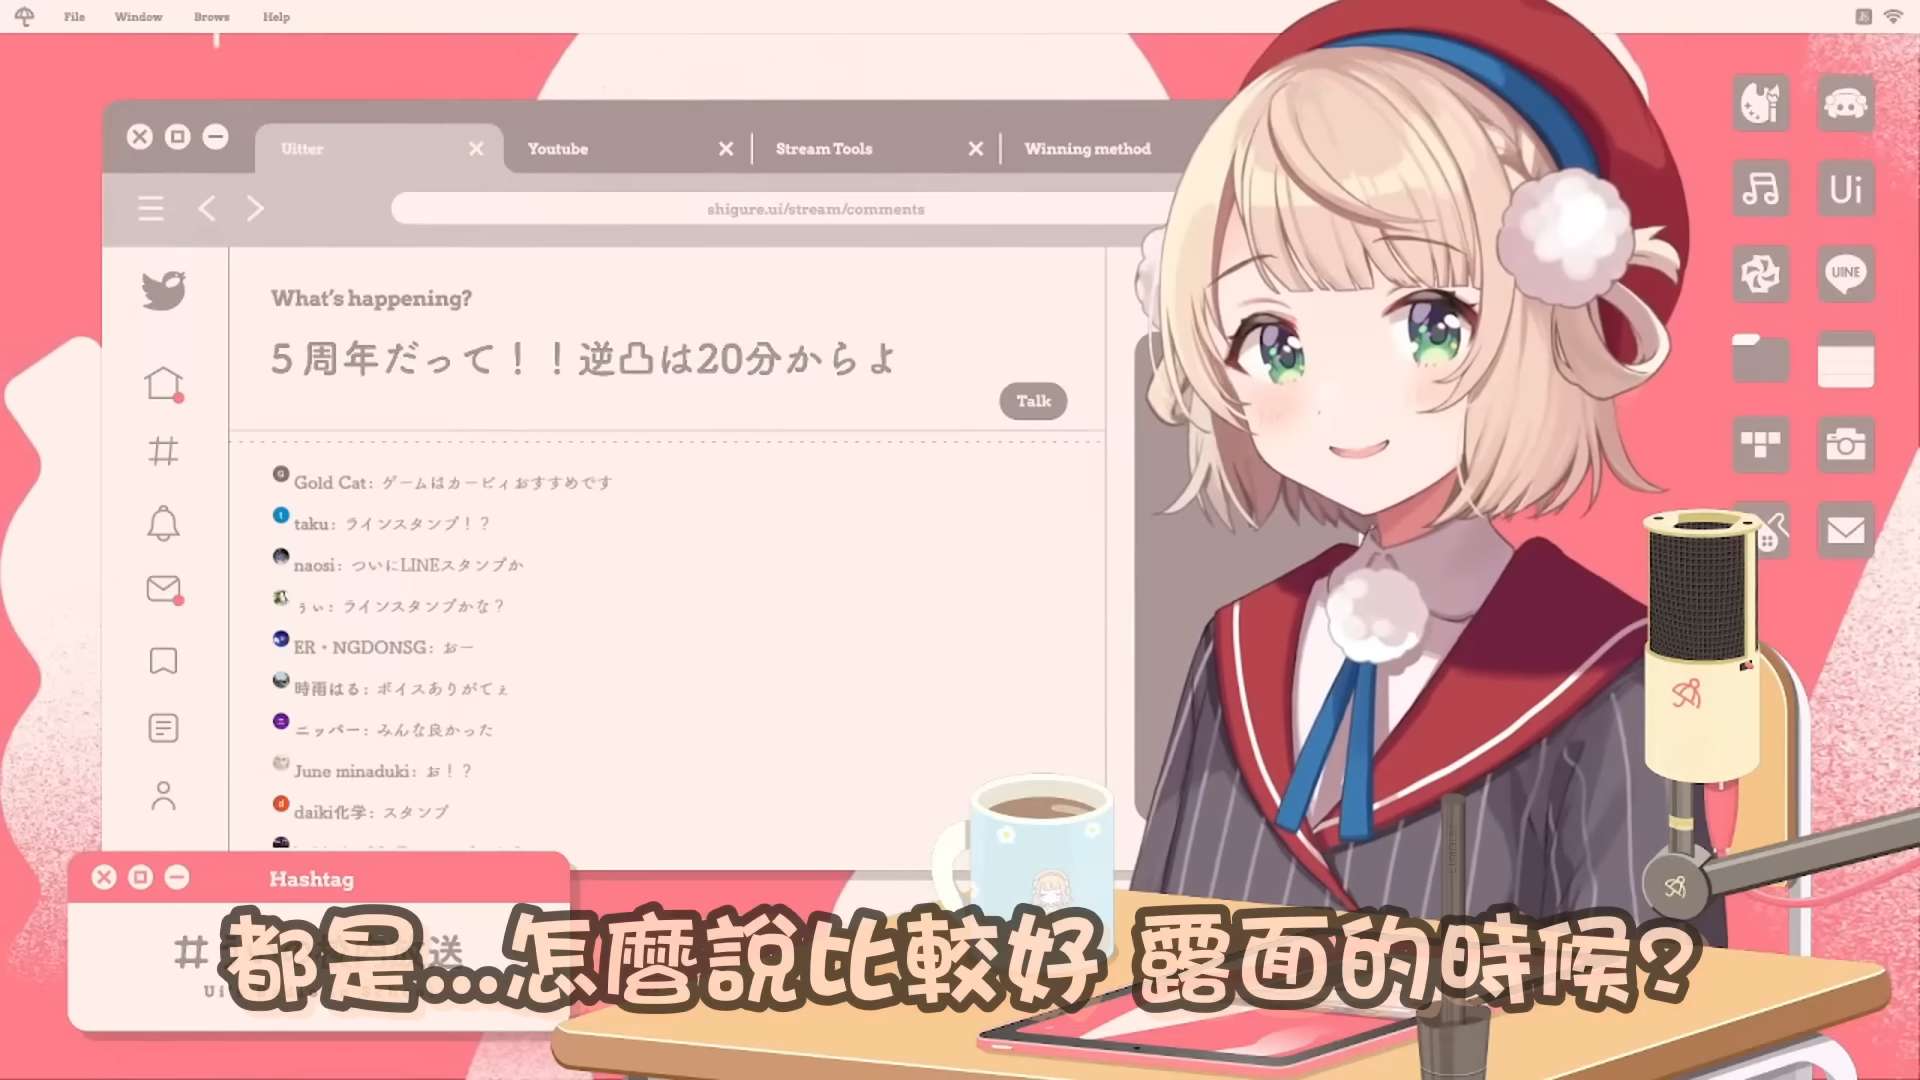 File Window Brows Help
あ
Uitter Youtube Stream Tools Winning method
shigure.ui/stream/comments
Ui
UINE
What's happening?
５周年だって！！逆凸は20分からよ
Talk
Gold Cat: ゲームはカービィおすすめです
taku: ラインスタンプ！？
naosi: ついにLINEスタンプか
ぅぃ: ラインスタンプかな？
ER・NGDONSG: おー
時雨はる: ボイスありがてぇ
ニッパー: みんな良かった
June minaduki: お！？
daiki化学: スタンプ
Hashtag
都是...怎麼說比較好 露面的時候?